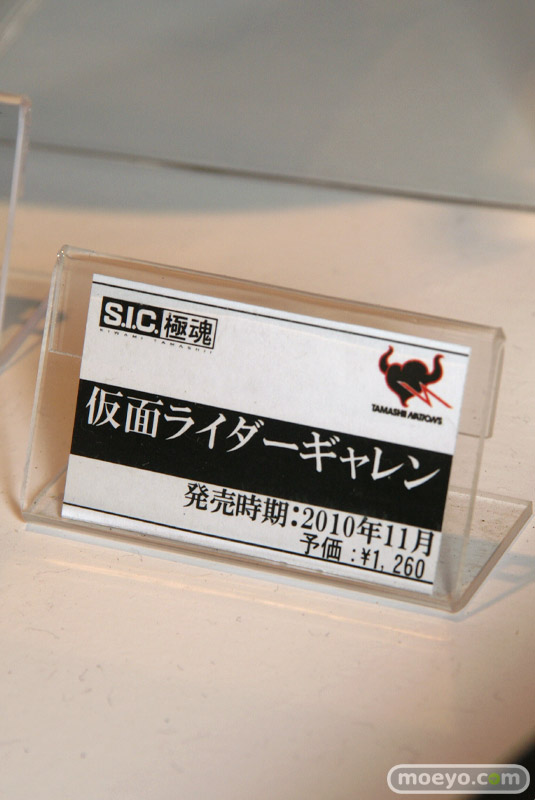 S.I.C.極魂
KIWAMI TAMASHII
TAMASHII NATIONS
仮面ライダーギャレン
発売時期:2010年11月
予価:¥1,260
moeyo.com